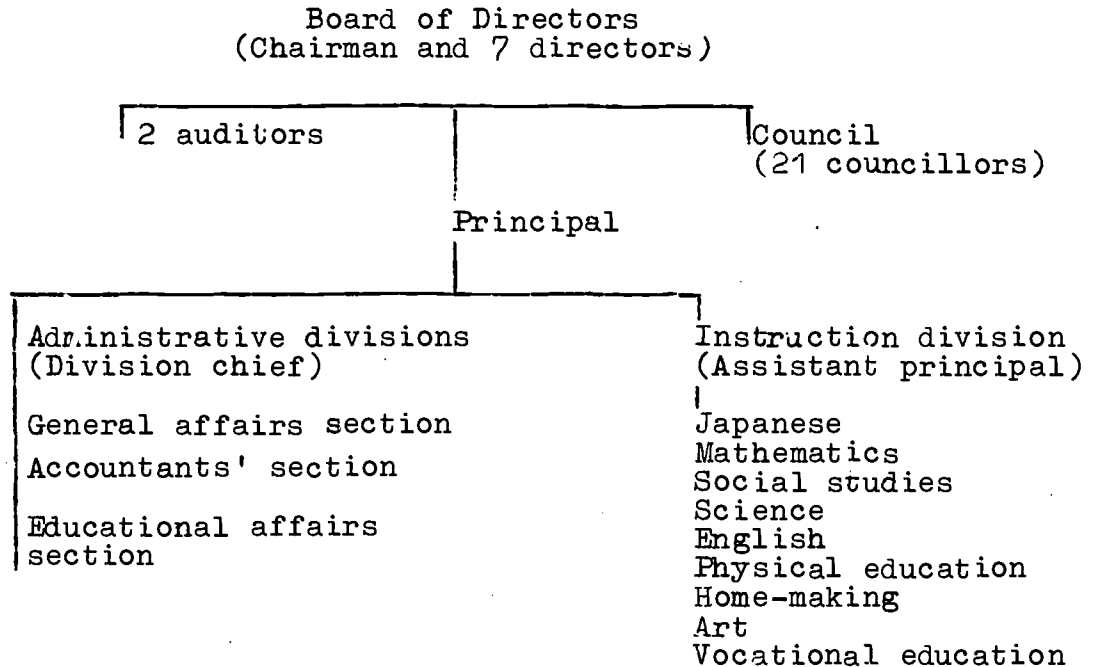 Board of Directors
(Chairman and 7 directors)
2 auditors
Council
(21 councillors)
Principal
Administrative divisions
(Division chief)
General affairs section
Accountants' section
Educational affairs
section
Instruction division
(Assistant principal)
Japanese
Mathematics
Social studies
Science
English
Physical education
Home-making
Art
Vocational education